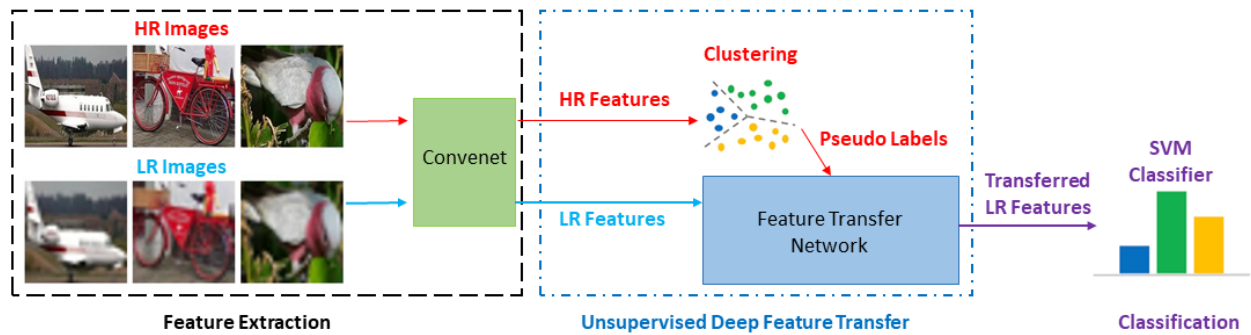 HR Images
LR Images
Convenet
HR Features
LR Features
Clustering
Pseudo Labels
Feature Transfer
Network
Transferred
LR Features
SVM
Classifier
Feature Extraction
Unsupervised Deep Feature Transfer
Classification